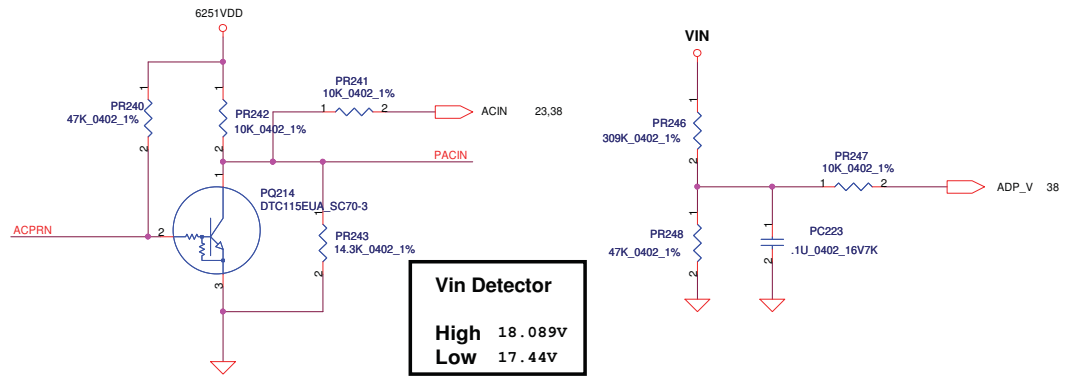 6251VDD
PR240
47K_0402_1%
1
2
PR242
10K_0402_1%
1
2
PR241
10K_0402_1%
1
2
ACIN
23,38
PACIN
PQ214
DTC115EUA_SC70-3
1
2
3
ACPRN
PR243
14.3K_0402_1%
1
2
Vin Detector
High 18.089V
Low 17.44V
VIN
PR246
309K_0402_1%
1
2
PR247
10K_0402_1%
1
2
ADP_V
38
PR248
47K_0402_1%
1
2
PC223
.1U_0402_16V7K
1
2